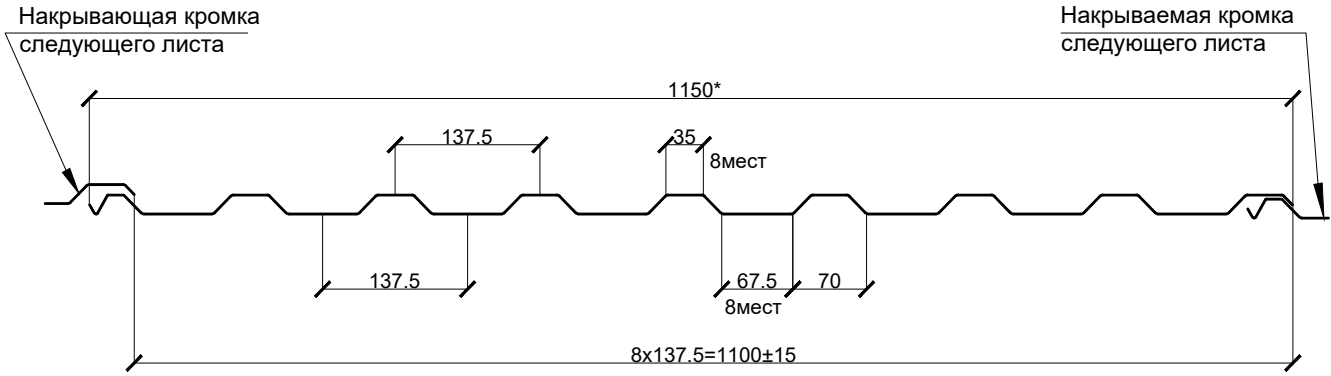 Накрывающая кромка
следующего листа
Накрываемая кромка
следующего листа
1150*
137.5
35
8мест
137.5
67.5
70
8мест
8х137.5=1100±15